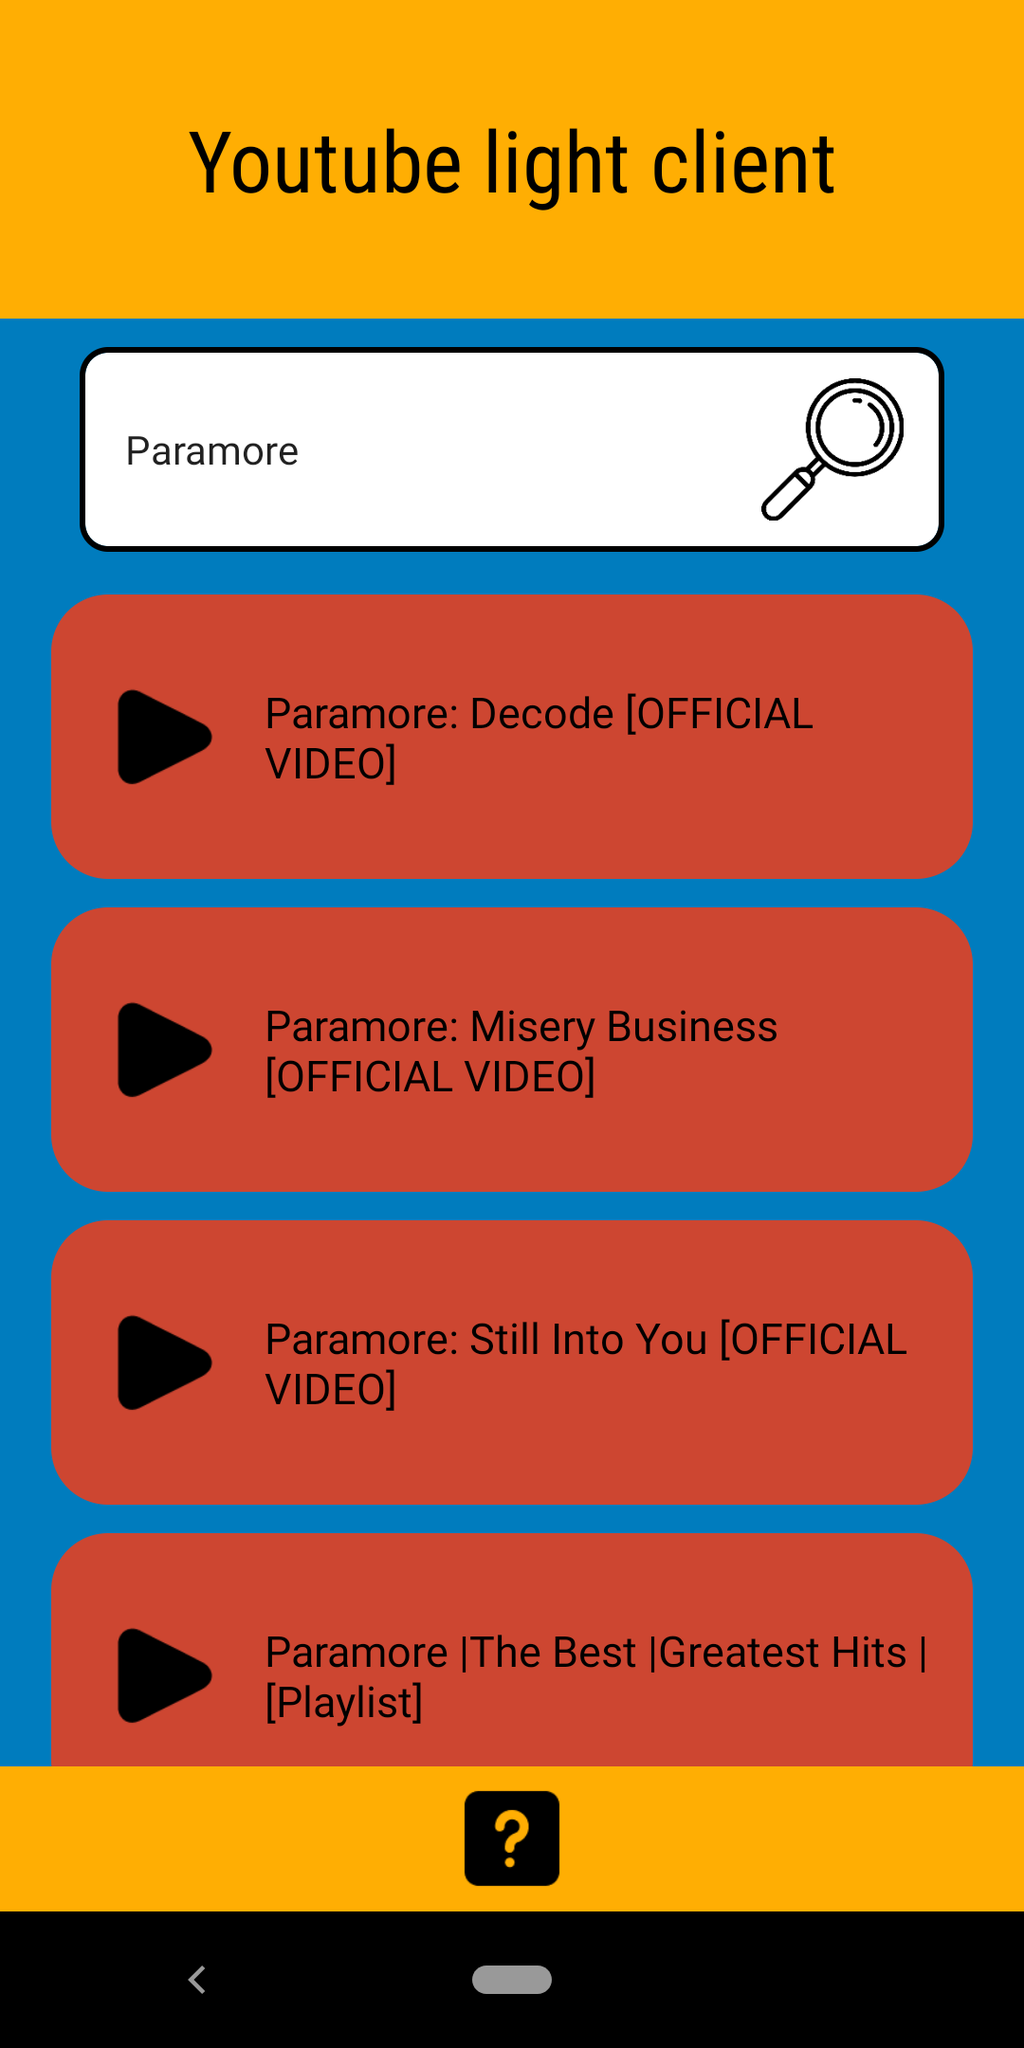 Youtube light client
Paramore
Paramore: Decode [OFFICIAL
VIDEO]
Paramore: Misery Business
[OFFICIAL VIDEO]
Paramore: Still Into You [OFFICIAL
VIDEO]
Paramore |The Best |Greatest Hits |
[Playlist]
?